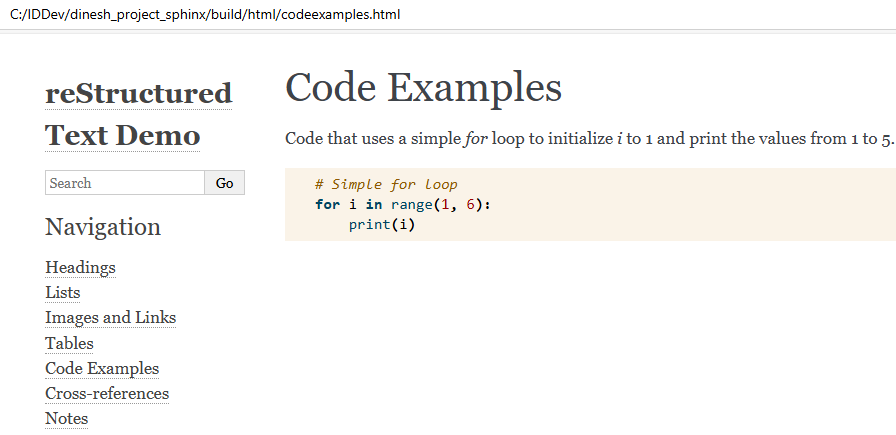 C:/IDDev/dinesh_project_sphinx/build/html/codeexamples.html
reStructured
Text Demo
Search
Go
Navigation
Headings
Lists
Images and Links
Tables
Code Examples
Cross-references
Notes
Code Examples
Code that uses a simple for loop to initialize i to 1 and print the values from 1 to 5.
# Simple for loop
for i in range(1, 6):
    print(i)